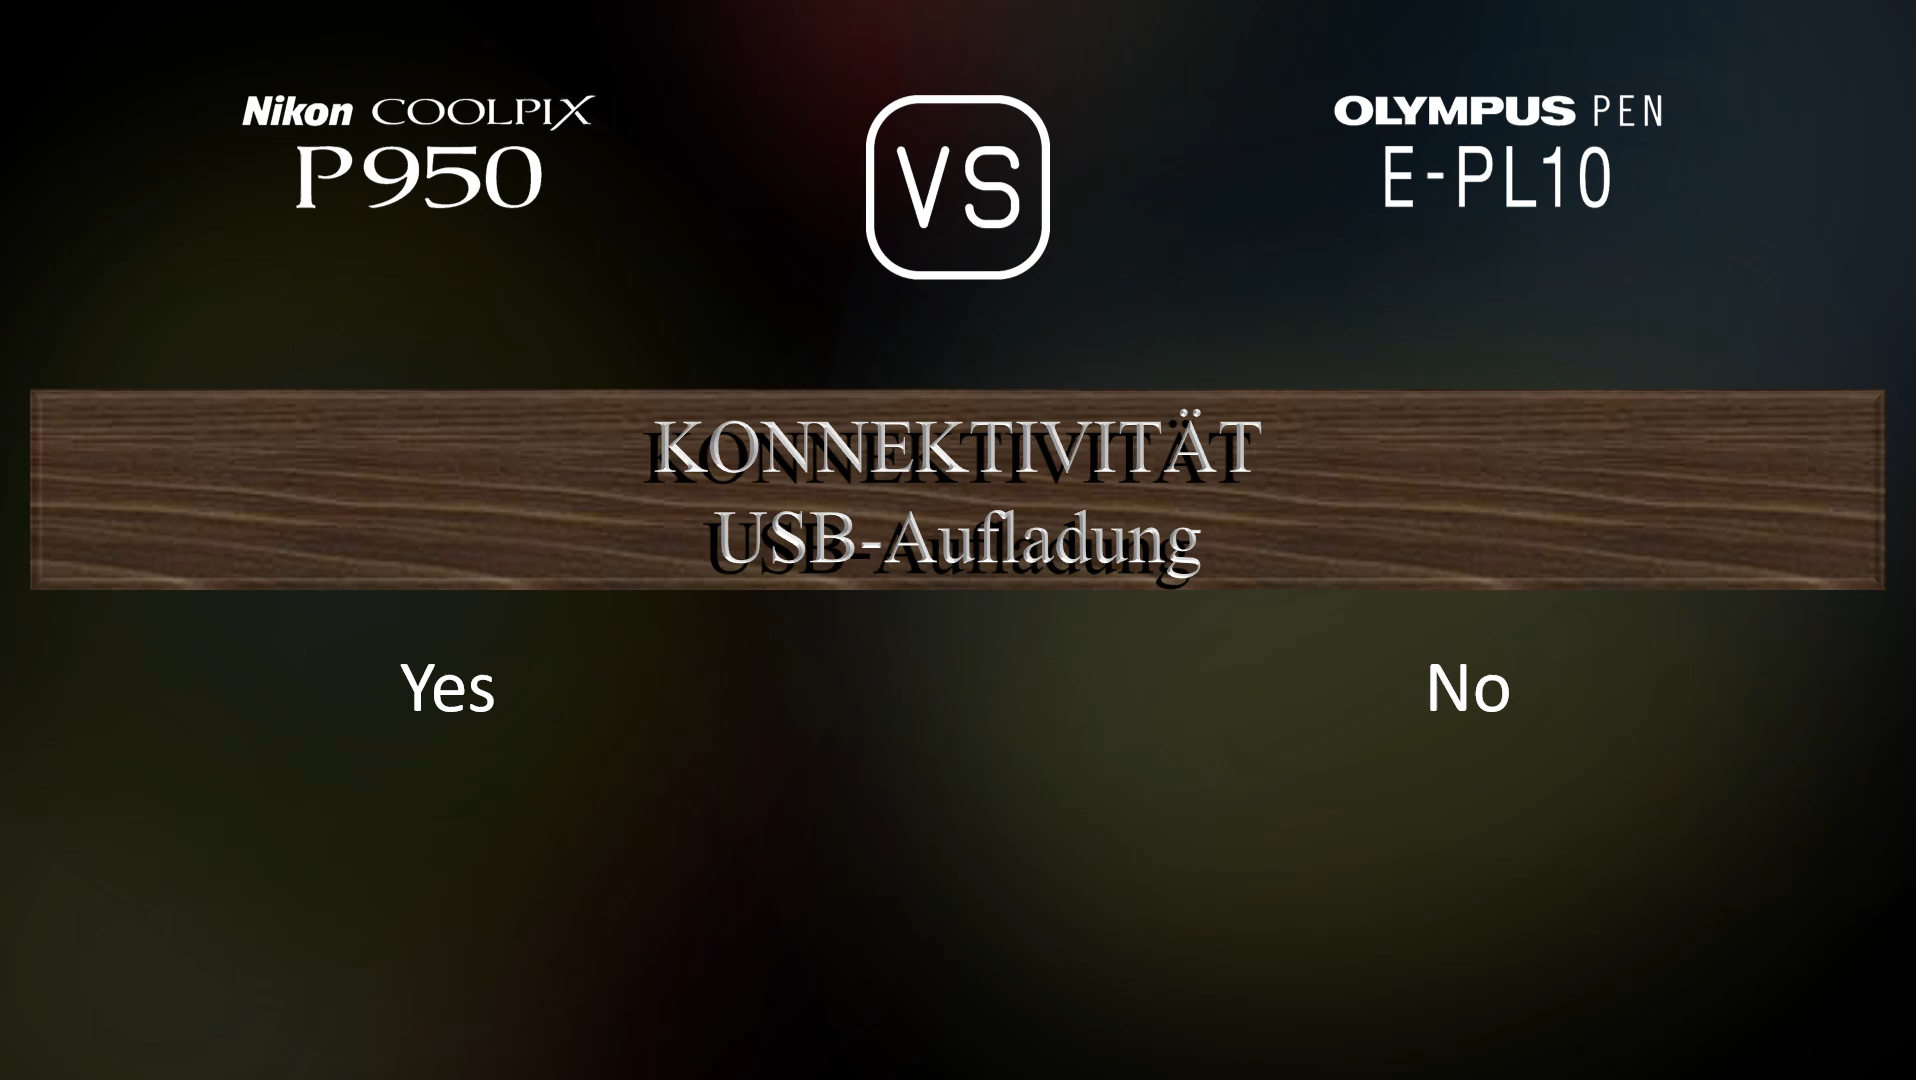 Nikon COOLPIX
P950
VS
OLYMPUS PEN
E-PL10
KONNEKTIVITÄT
USB-Aufladung
Yes
No